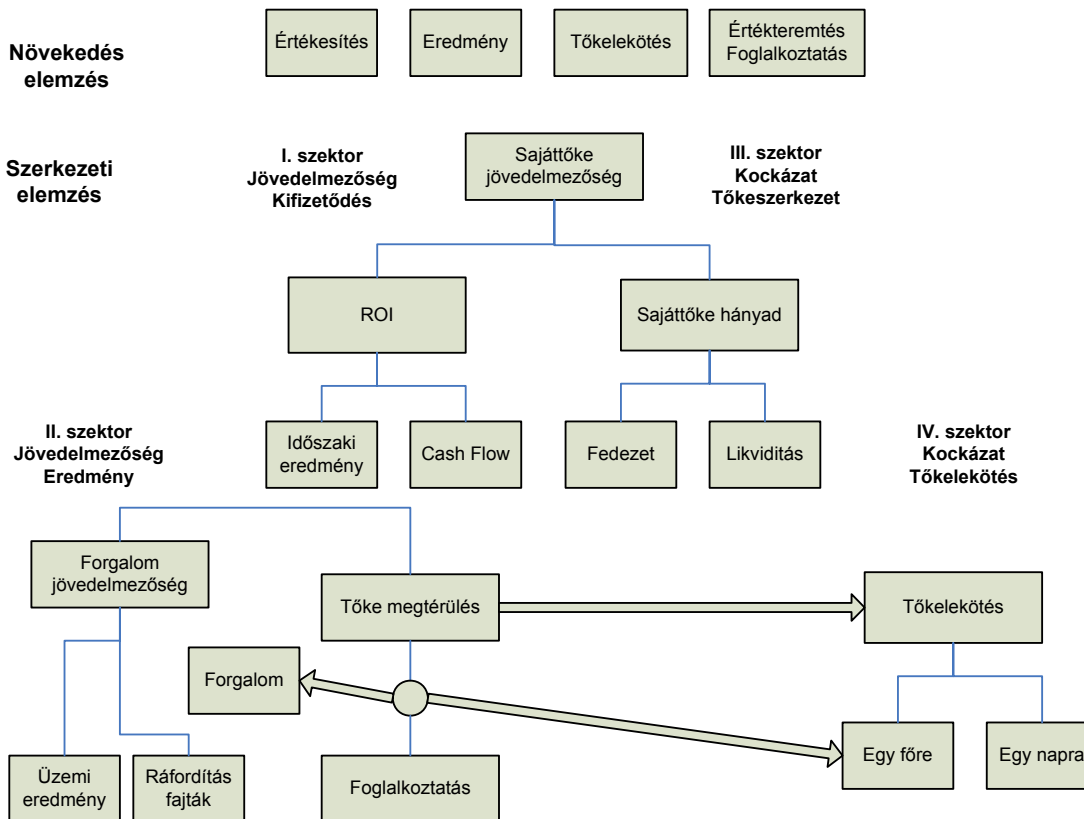 Növekedés
elemzés
Értékesítés
Eredmény
Tőkelekötés
Értékteremtés
Foglalkoztatás
Szerkezeti
elemzés
I. szektor
Jövedelmezőség
Kifizetődés
Sajáttőke
jövedelmezőség
III. szektor
Kockázat
Tőkeszerkezet
ROI
Sajáttőke hányad
II. szektor
Jövedelmezőség
Eredmény
Időszaki
eredmény
Cash Flow
Fedezet
Likviditás
IV. szektor
Kockázat
Tőkelekötés
Forgalom
jövedelmezőség
Tőke megtérülés
Tőkelekötés
Forgalom
Üzemi
eredmény
Ráfordítás
fajták
Foglalkoztatás
Egy főre
Egy napra